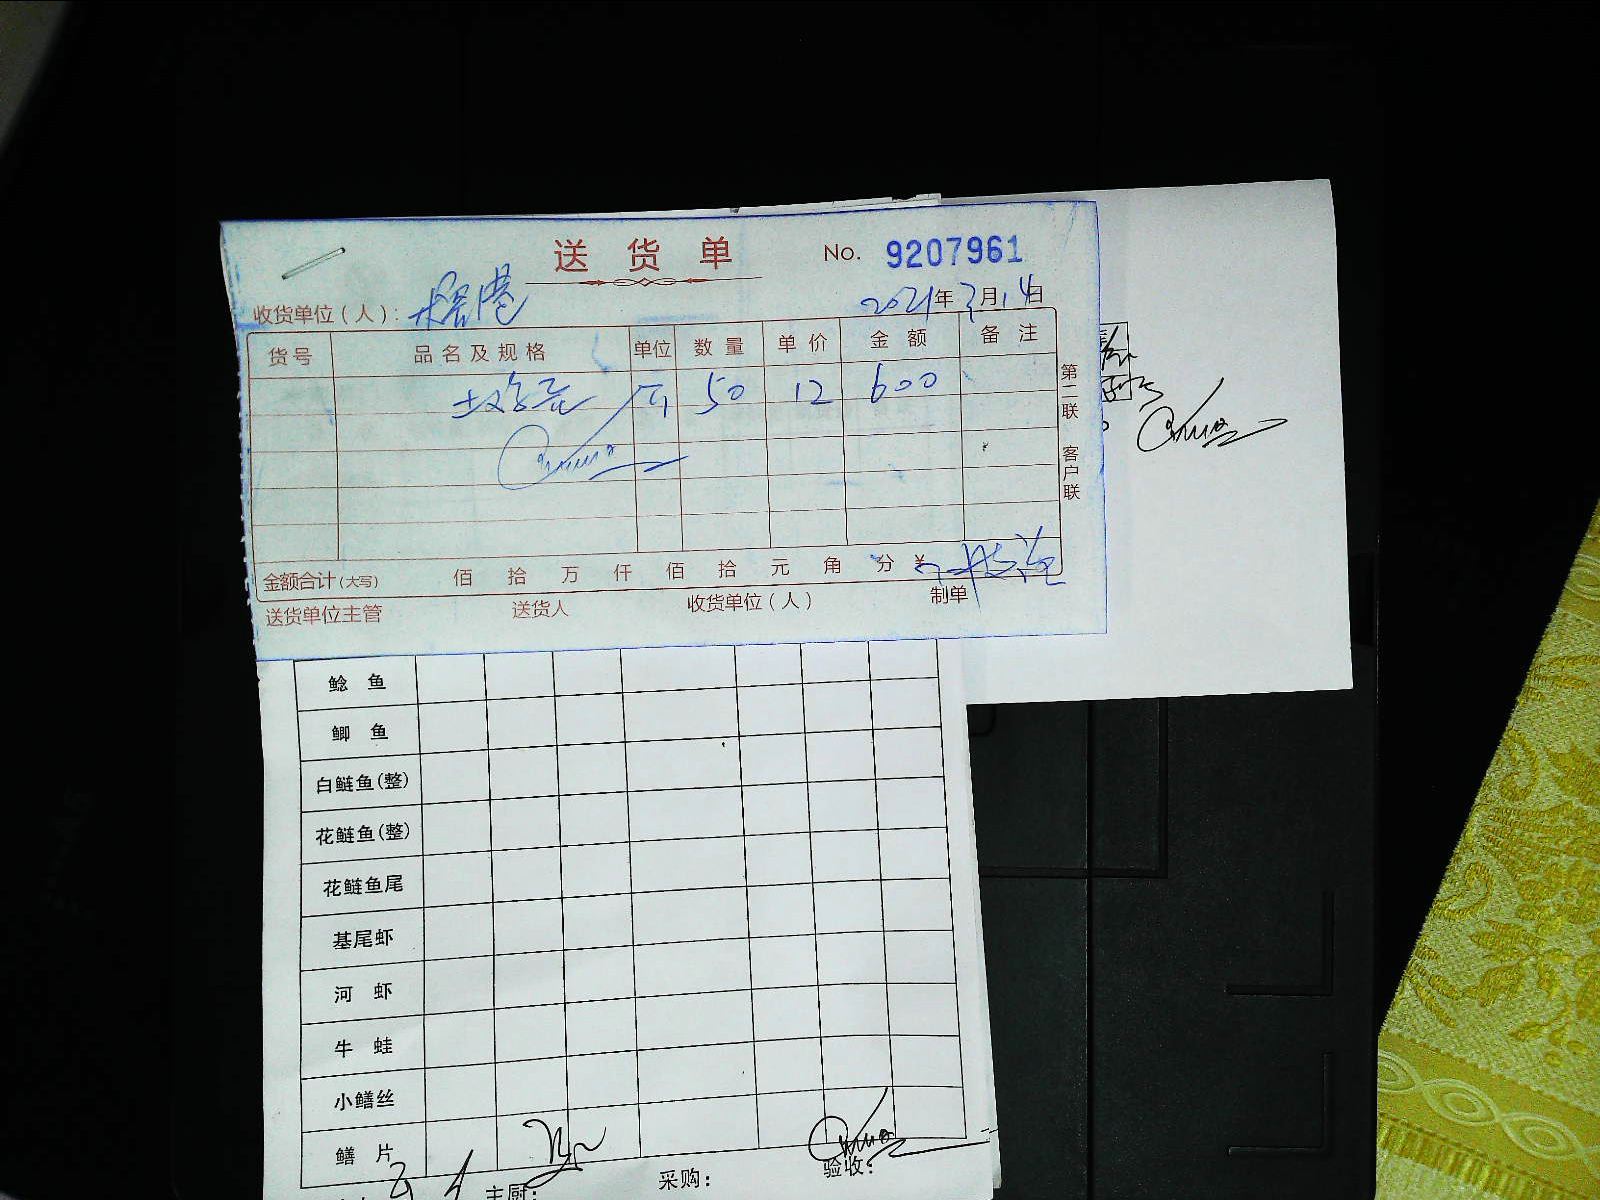 送货单 No. 9207961
收货单位（人）：
2021年3月14日
货号 品名及规格 单位 数量 单价 金额 备注
土鸡蛋 斤 50 12 600
第二联 客户联
金额合计(大写) 佰 拾 万 仟 佰 拾 元 角 分 ¥
送货单位主管 送货人 收货单位（人） 制单
鲶鱼
鲫鱼
白鲢鱼(整)
花鲢鱼(整)
花鲢鱼尾
基尾虾
河虾
牛蛙
小鳝丝
鳝片
主厨： 采购： 验收：